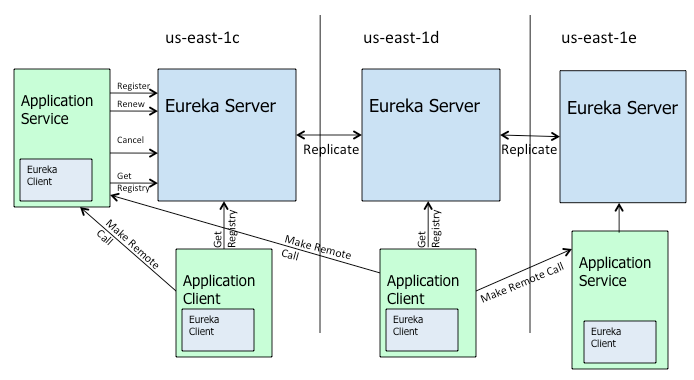 us-east-1c
us-east-1d
us-east-1e
Application
Service
Eureka
Client
Register
Renew
Cancel
Get
Registry
Eureka Server
Replicate
Eureka Server
Replicate
Eureka Server
Make Remote
Call
Get
Registry
Make Remote
Call
Get
Registry
Make Remote Call
Application
Client
Eureka
Client
Application
Client
Eureka
Client
Application
Service
Eureka
Client